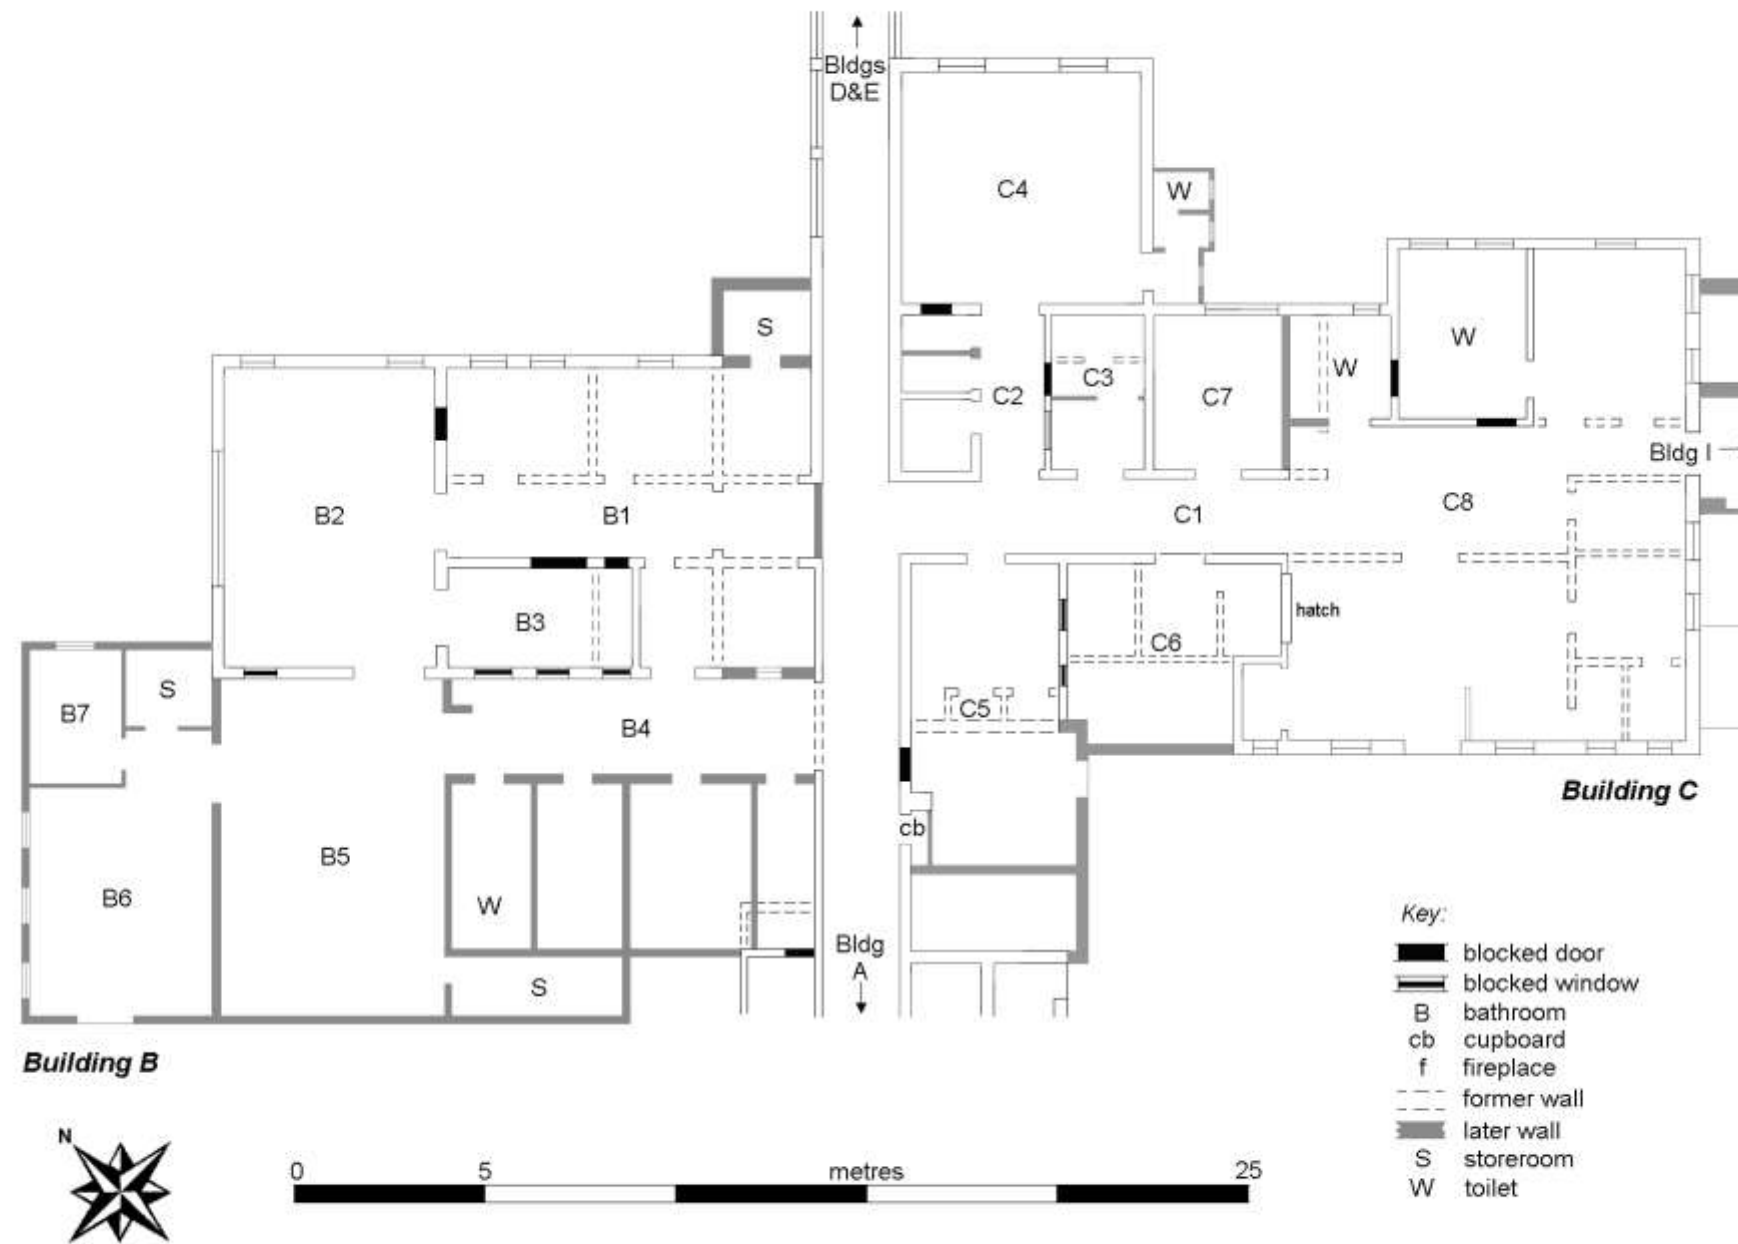 Bldgs
D&E
C4
W
S
W
W
C3
C2
C7
Bldg I
B2
B1
C1
C8
hatch
B3
C6
S
B7
C5
B4
Building C
cb
B5
B6
W
Bldg
A
S
Building B
Key:
blocked door
blocked window
B bathroom
cb cupboard
f fireplace
former wall
later wall
S storeroom
W toilet
N
0 5 metres 25